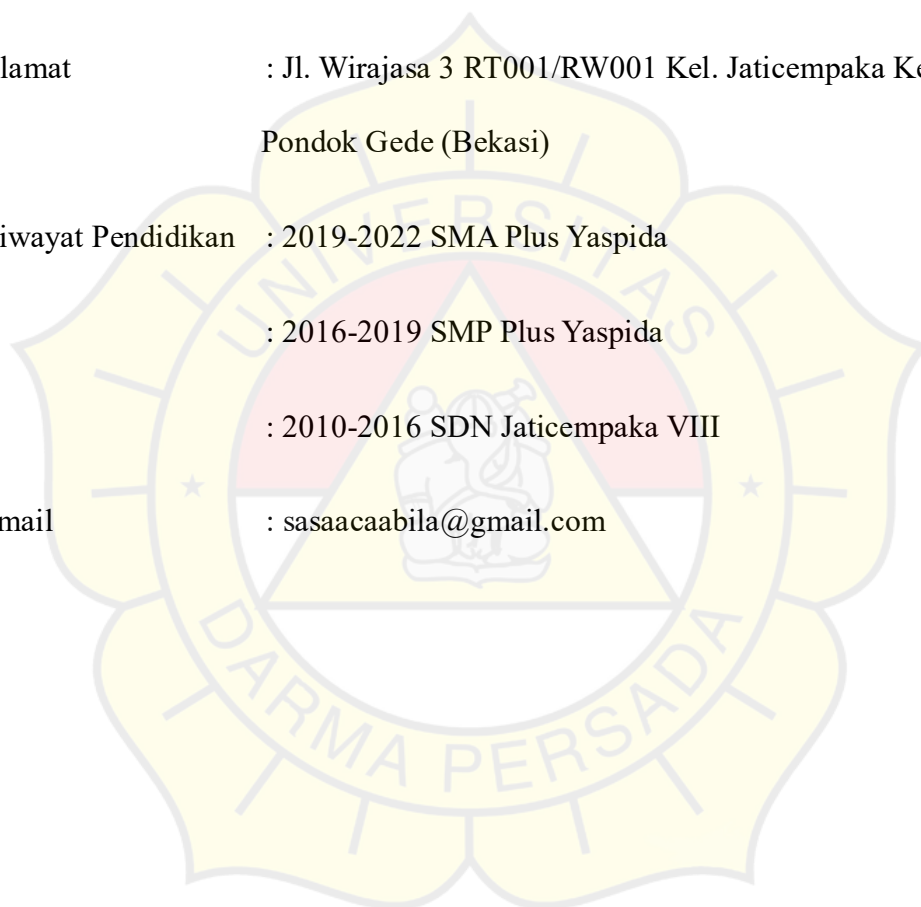 lamat : Jl. Wirajasa 3 RT001/RW001 Kel. Jaticempaka Ke
Pondok Gede (Bekasi)
iwayat Pendidikan : 2019-2022 SMA Plus Yaspida
: 2016-2019 SMP Plus Yaspida
: 2010-2016 SDN Jaticempaka VIII
mail : sasaacaabila@gmail.com
UNIVERSITAS
DARMA PERSADA